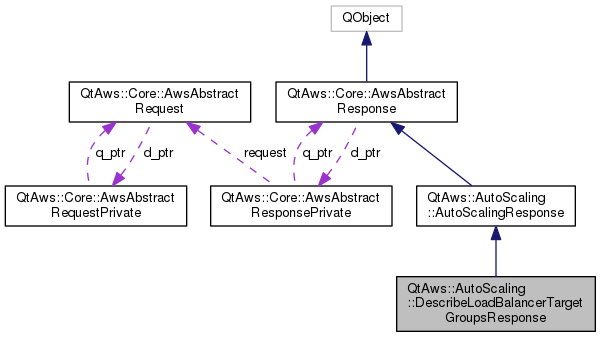 QObject
QtAws::Core::AwsAbstract
Request
QtAws::Core::AwsAbstract
Response
q_ptr
d_ptr
request
q_ptr
d_ptr
QtAws::Core::AwsAbstract
RequestPrivate
QtAws::Core::AwsAbstract
ResponsePrivate
QtAws::AutoScaling
::AutoScalingResponse
QtAws::AutoScaling
::DescribeLoadBalancerTarget
GroupsResponse